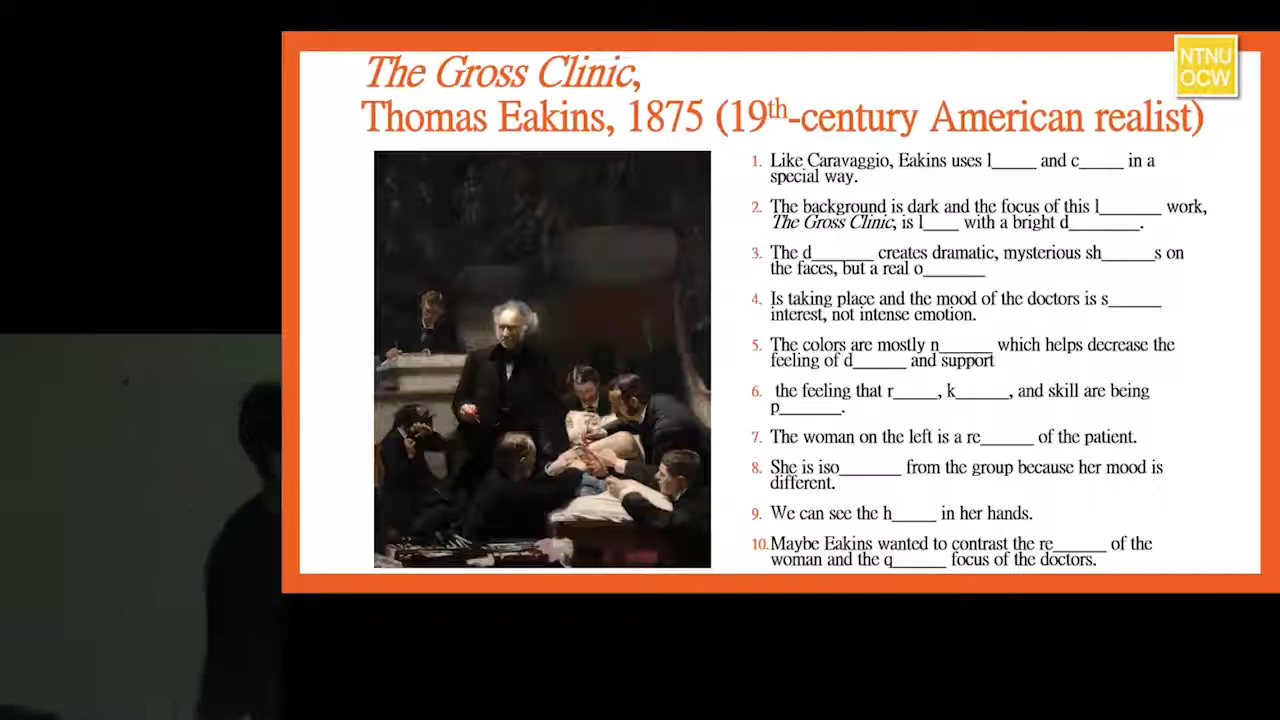 The Gross Clinic,
Thomas Eakins, 1875 (19th-century American realist)
NTNU
OCW
1. Like Caravaggio, Eakins uses l_____ and c_____ in a
special way.
2. The background is dark and the focus of this l_______ work,
The Gross Clinic, is l____ with a bright d________.
3. The d_______ creates dramatic, mysterious sh______s on
the faces, but a real o_______
4. Is taking place and the mood of the doctors is s______
interest, not intense emotion.
5. The colors are mostly n______ which helps decrease the
feeling of d______ and support
6. the feeling that r_____, k______, and skill are being
p_______.
7. The woman on the left is a re______ of the patient.
8. She is iso_______ from the group because her mood is
different.
9. We can see the h_____ in her hands.
10. Maybe Eakins wanted to contrast the re______ of the
woman and the q______ focus of the doctors.